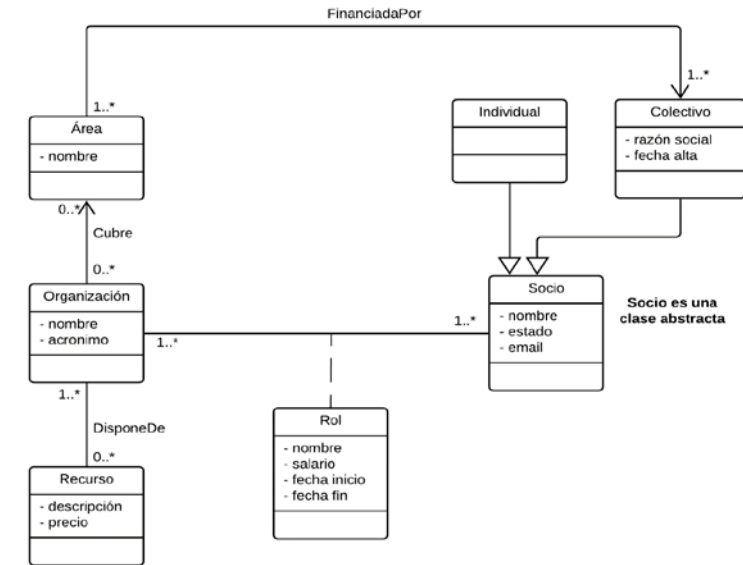 FinanciadaPor
1..*
1..*
Área
- nombre
Individual
Colectivo
- razón social
- fecha alta
0..*
Cubre
0..*
Organización
- nombre
- acronimo
1..*
1..*
Socio
- nombre
- estado
- email
Socio es una
clase abstracta
1..*
DisponeDe
0..*
Rol
- nombre
- salario
- fecha inicio
- fecha fin
Recurso
- descripción
- precio